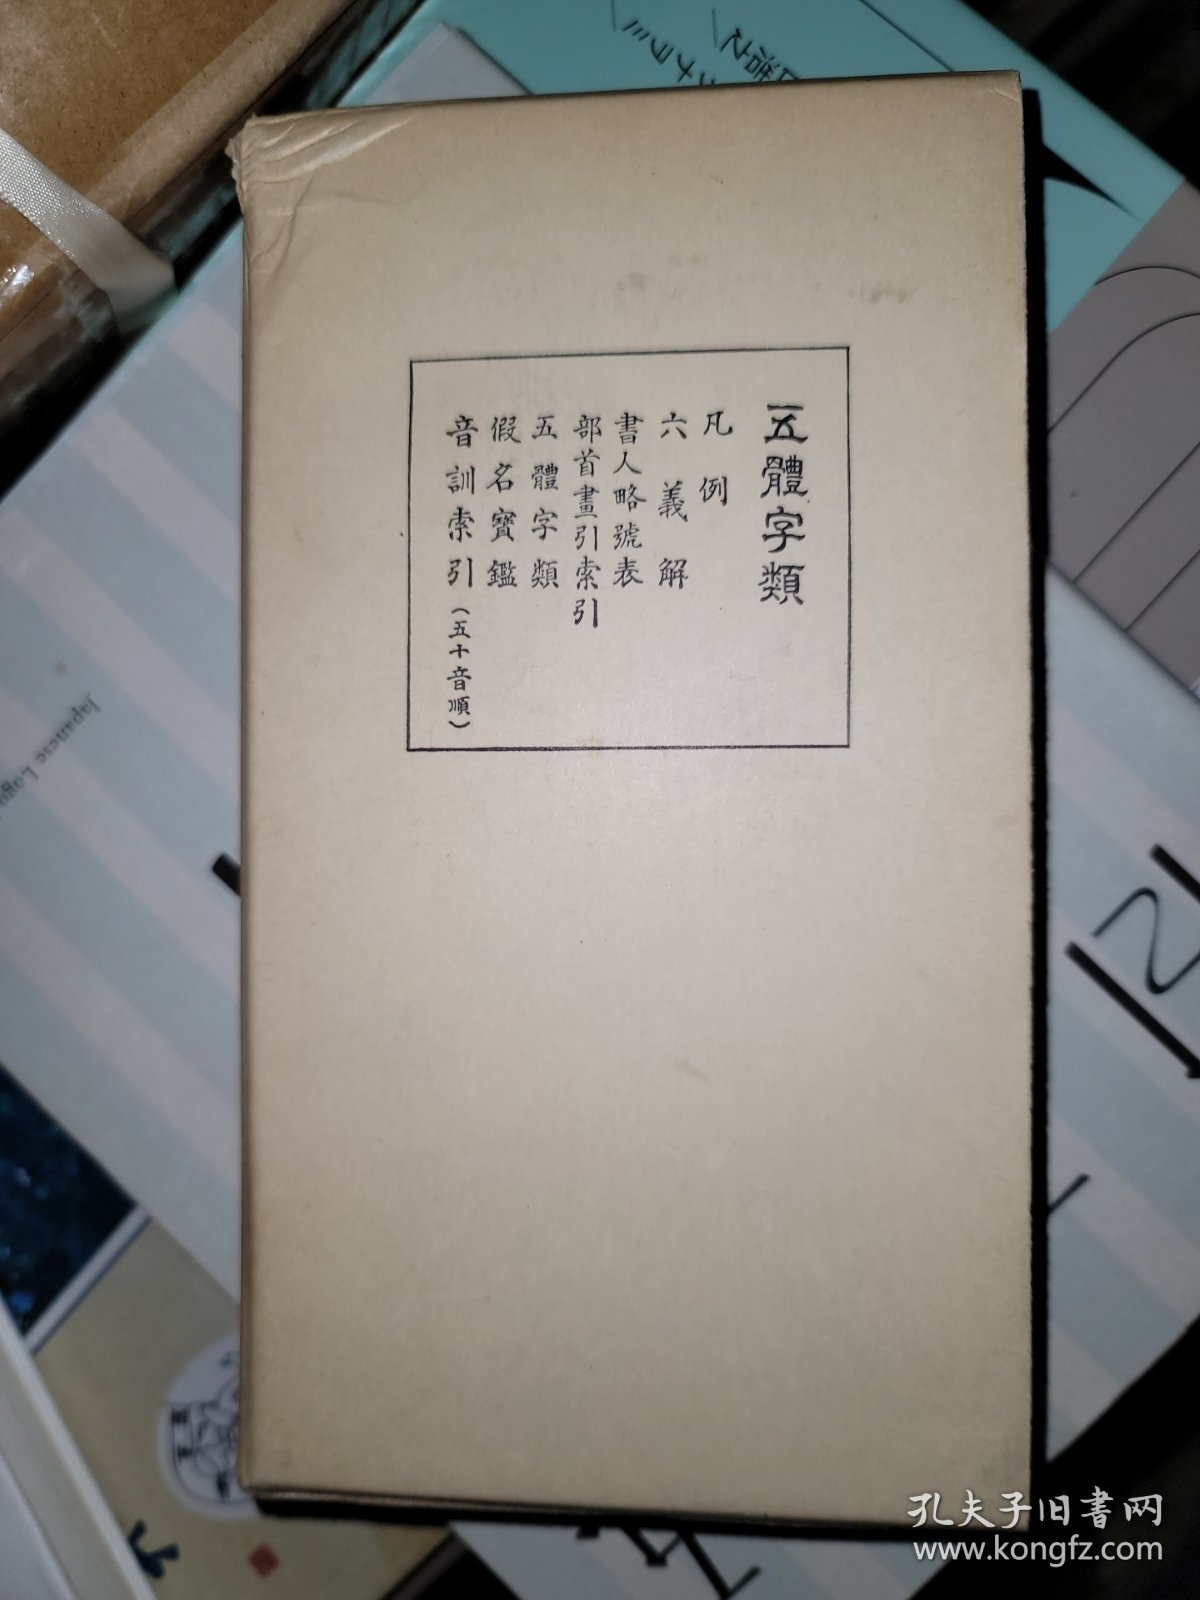 五體字類
凡例
六義解
書人略號表
部首畫引索引
五體字類
假名寶鑑
音訓索引（五十音順）
Japanese Logo
孔夫子旧書网
www.kongfz.com